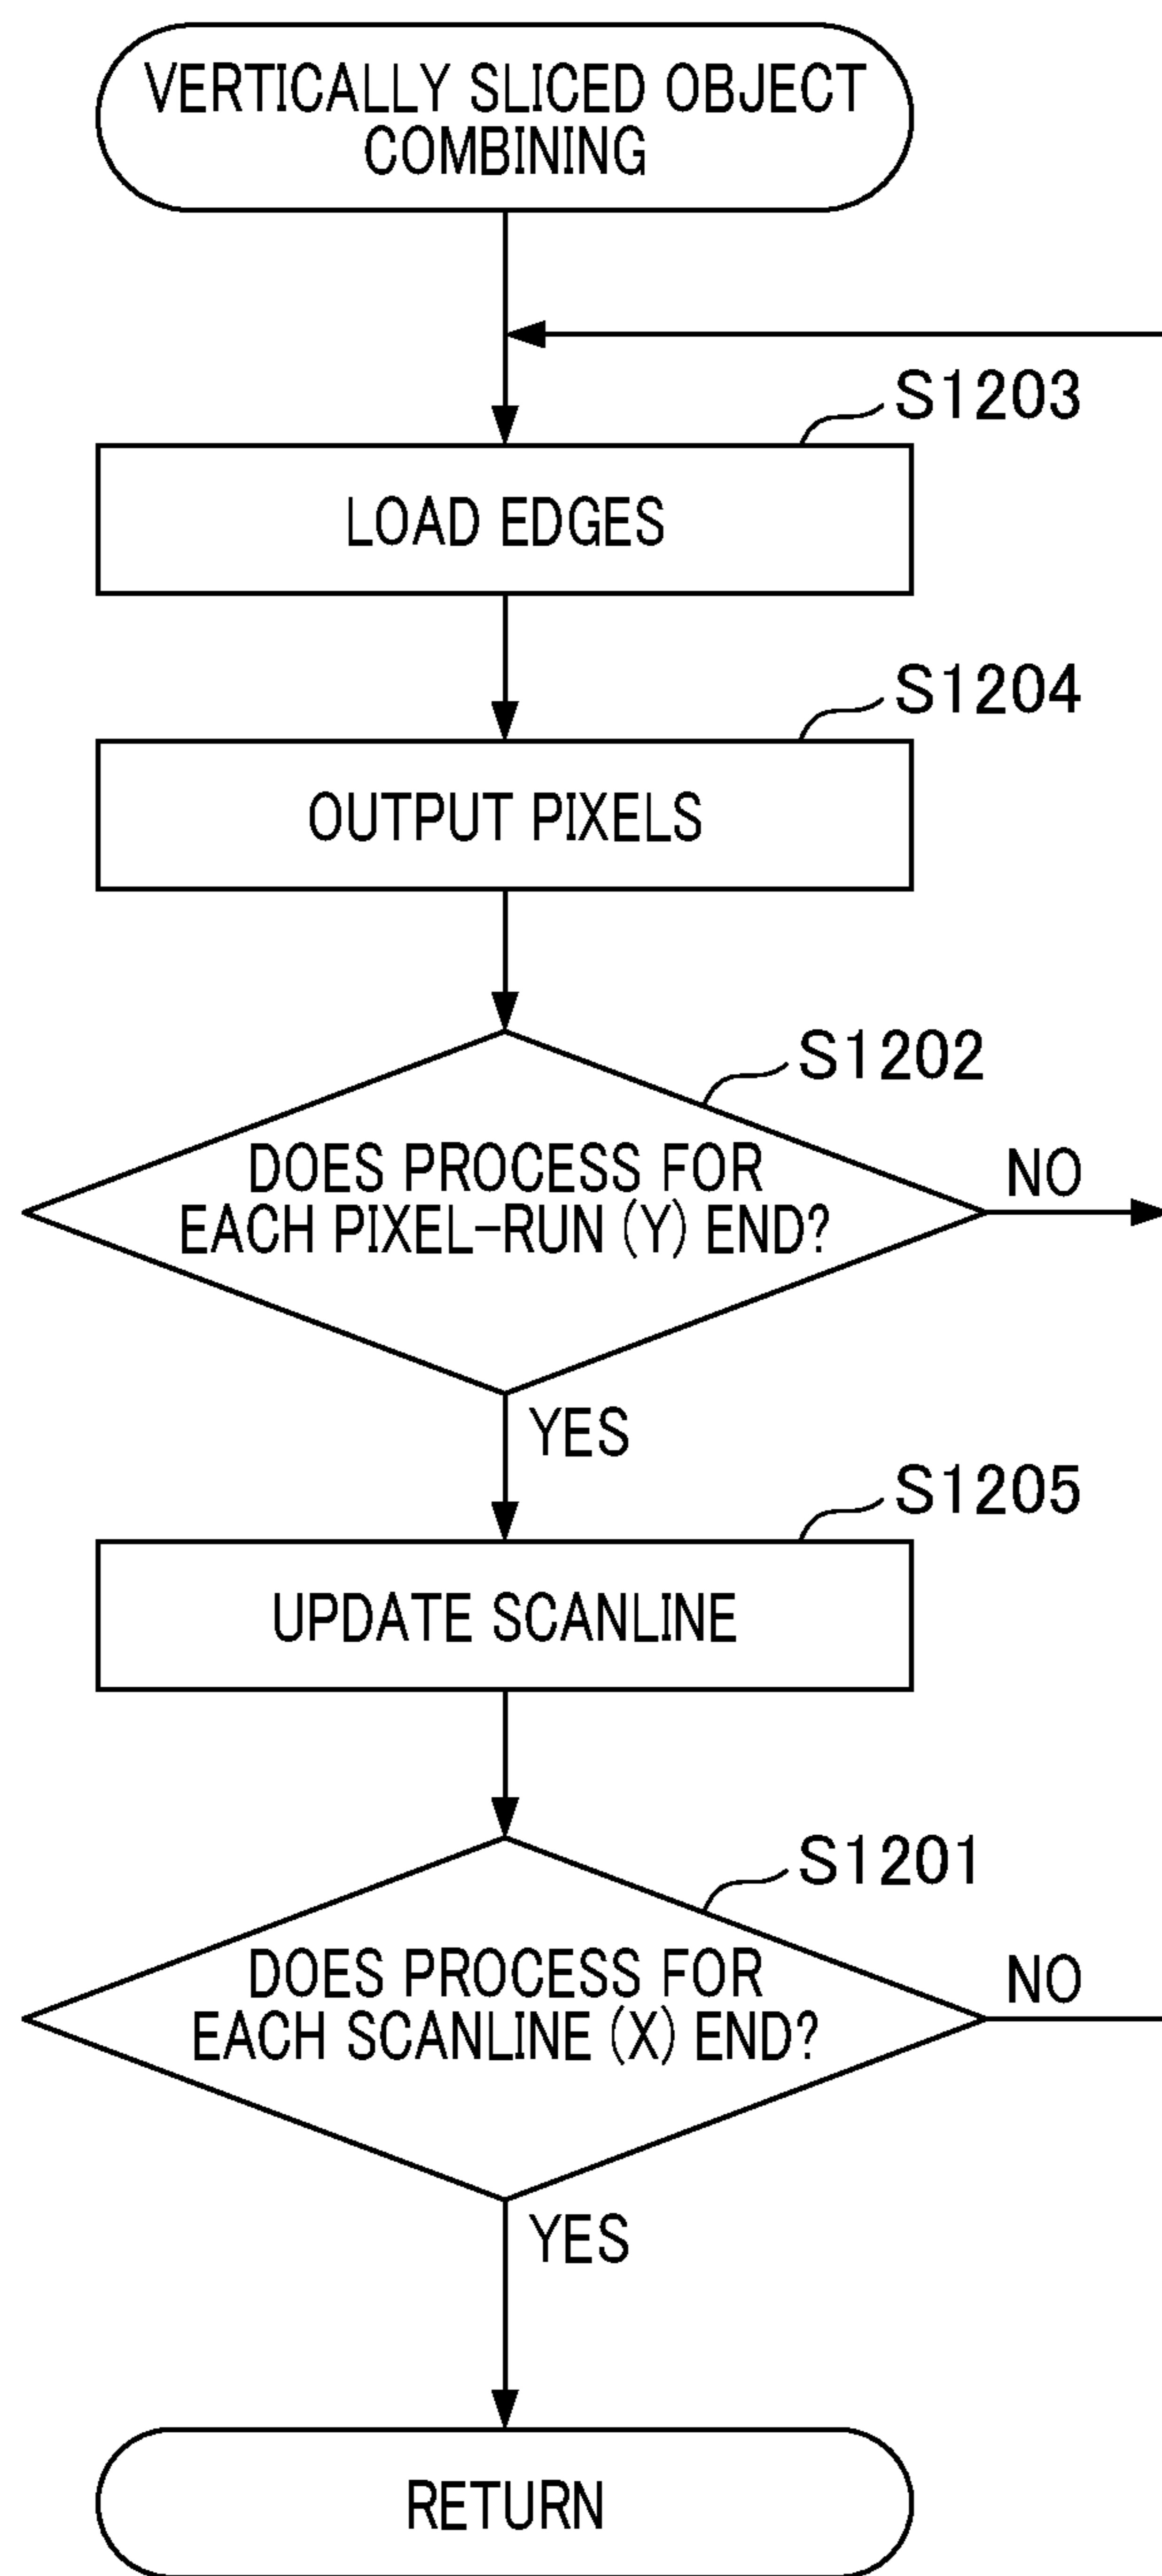 VERTICALLY SLICED OBJECT
COMBINING
S1203
LOAD EDGES
S1204
OUTPUT PIXELS
S1202
DOES PROCESS FOR
EACH PIXEL-RUN (Y) END?
NO
YES
S1205
UPDATE SCANLINE
S1201
DOES PROCESS FOR
EACH SCANLINE (X) END?
NO
YES
RETURN